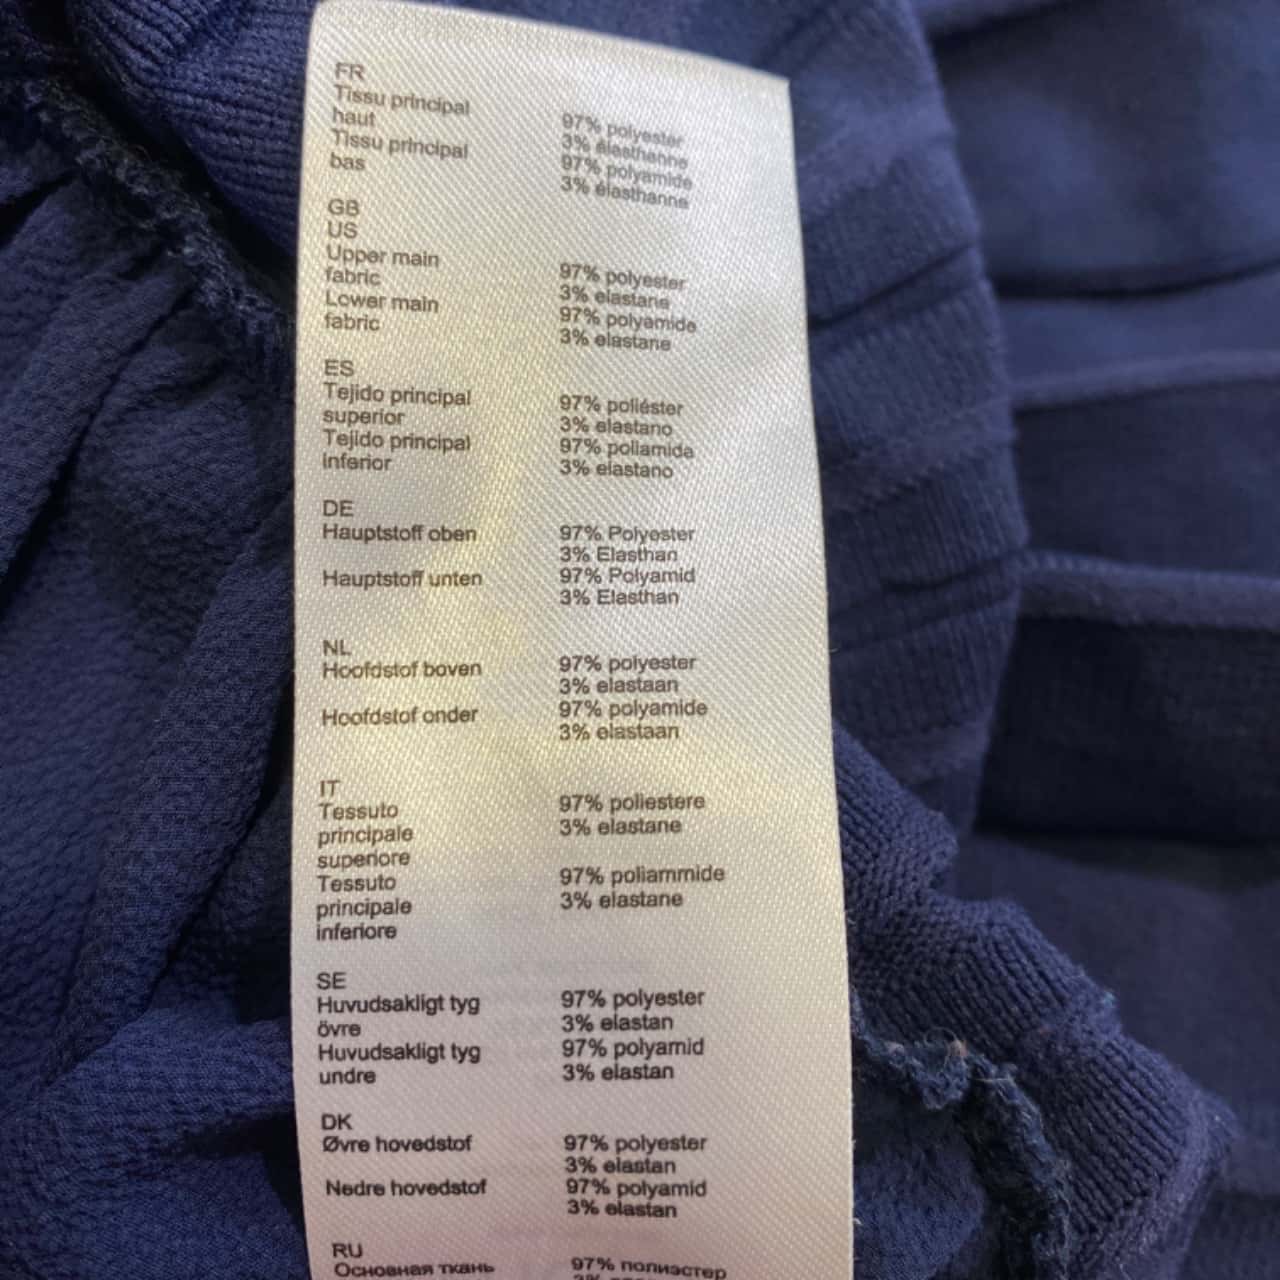 FR
Tissu principal
haut
97% polyester
3% élasthanne
Tissu principal
bas
97% polyamide
3% élasthanne
GB
US
Upper main
fabric
97% polyester
3% elastane
Lower main
fabric
97% polyamide
3% elastane
ES
Tejido principal
superior
97% poliéster
3% elastano
Tejido principal
inferior
97% poliamida
3% elastano
DE
Hauptstoff oben
97% Polyester
3% Elasthan
Hauptstoff unten
97% Polyamid
3% Elasthan
NL
Hoofdstof boven
97% polyester
3% elastaan
Hoofdstof onder
97% polyamide
3% elastaan
IT
Tessuto
principale
superiore
97% poliestere
3% elastane
Tessuto
principale
inferiore
97% poliammide
3% elastane
SE
Huvudsakligt tyg
övre
97% polyester
3% elastan
Huvudsakligt tyg
undre
97% polyamid
3% elastan
DK
Øvre hovedstof
97% polyester
3% elastan
Nedre hovedstof
97% polyamid
3% elastan
RU
Основная ткань
97% полиэстер